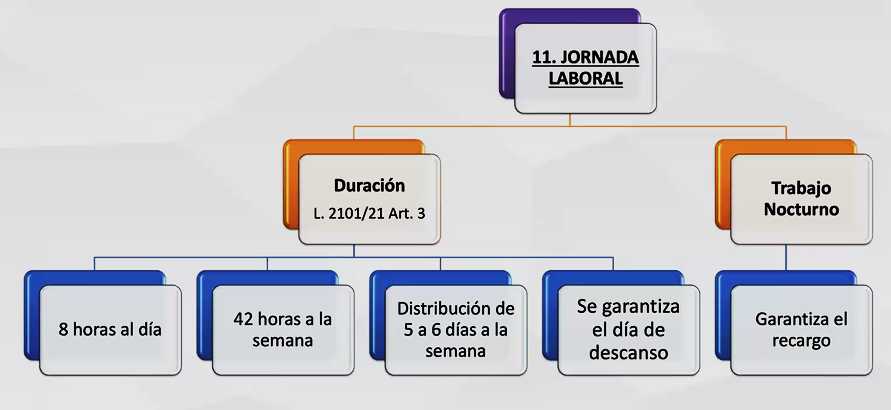 11. JORNADA
LABORAL
Duración
L. 2101/21 Art. 3
Trabajo
Nocturno
8 horas al día
42 horas a la
semana
Distribución de
5 a 6 días a la
semana
Se garantiza
el día de
descanso
Garantiza el
recargo